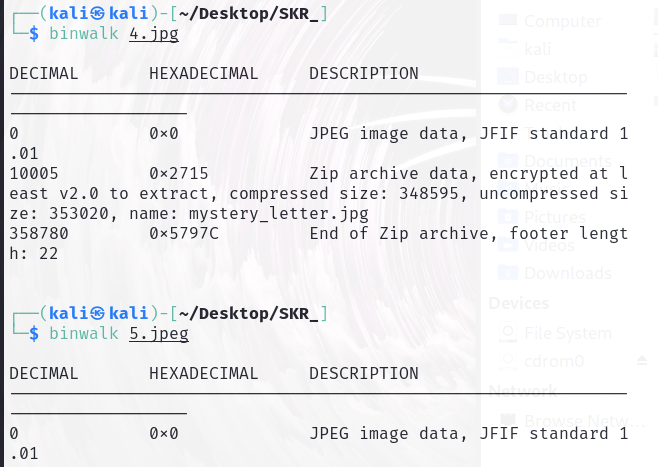 ┌──(kali㉿kali)-[~/Desktop/SKR_]
└─$ binwalk 4.jpg
DECIMAL       HEXADECIMAL     DESCRIPTION
--------------------------------------------------------------------------------
0             0x0             JPEG image data, JFIF standard 1
.01
10005         0x2715          Zip archive data, encrypted at l
east v2.0 to extract, compressed size: 348595, uncompressed si
ze: 353020, name: mystery_letter.jpg
358780        0x5797C         End of Zip archive, footer lengt
h: 22
┌──(kali㉿kali)-[~/Desktop/SKR_]
└─$ binwalk 5.jpeg
DECIMAL       HEXADECIMAL     DESCRIPTION
--------------------------------------------------------------------------------
0             0x0             JPEG image data, JFIF standard 1
.01
Computer
kali
Desktop
Recent
Documents
Pictures
Videos
Downloads
Devices
File System
cdrom0
Network
Browse Netw...